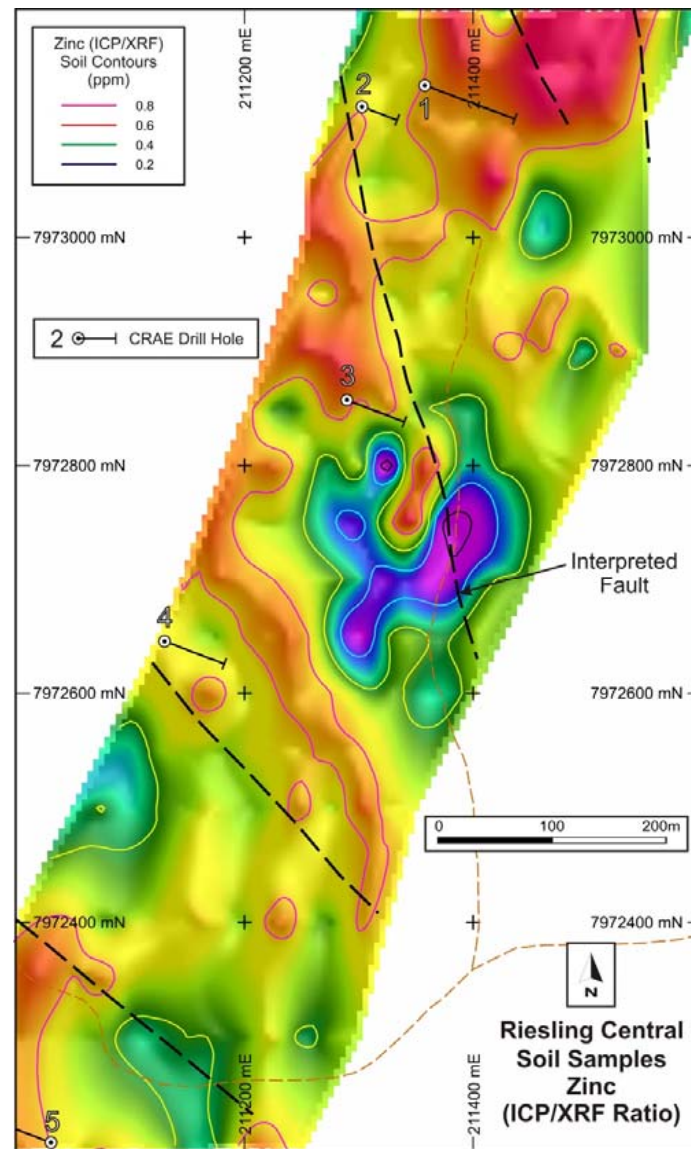 Zinc (ICP/XRF)
Soil Contours
(ppm)
0.8
0.6
0.4
0.2
211200 mE
211400 mE
2
1
7973000 mN
7973000 mN
2 CRAE Drill Hole
3
7972800 mN
7972800 mN
Interpreted
Fault
4
7972600 mN
7972600 mN
0 100 200m
7972400 mN
7972400 mN
N
Riesling Central
Soil Samples
Zinc
(ICP/XRF Ratio)
211200 mE
211400 mE
5